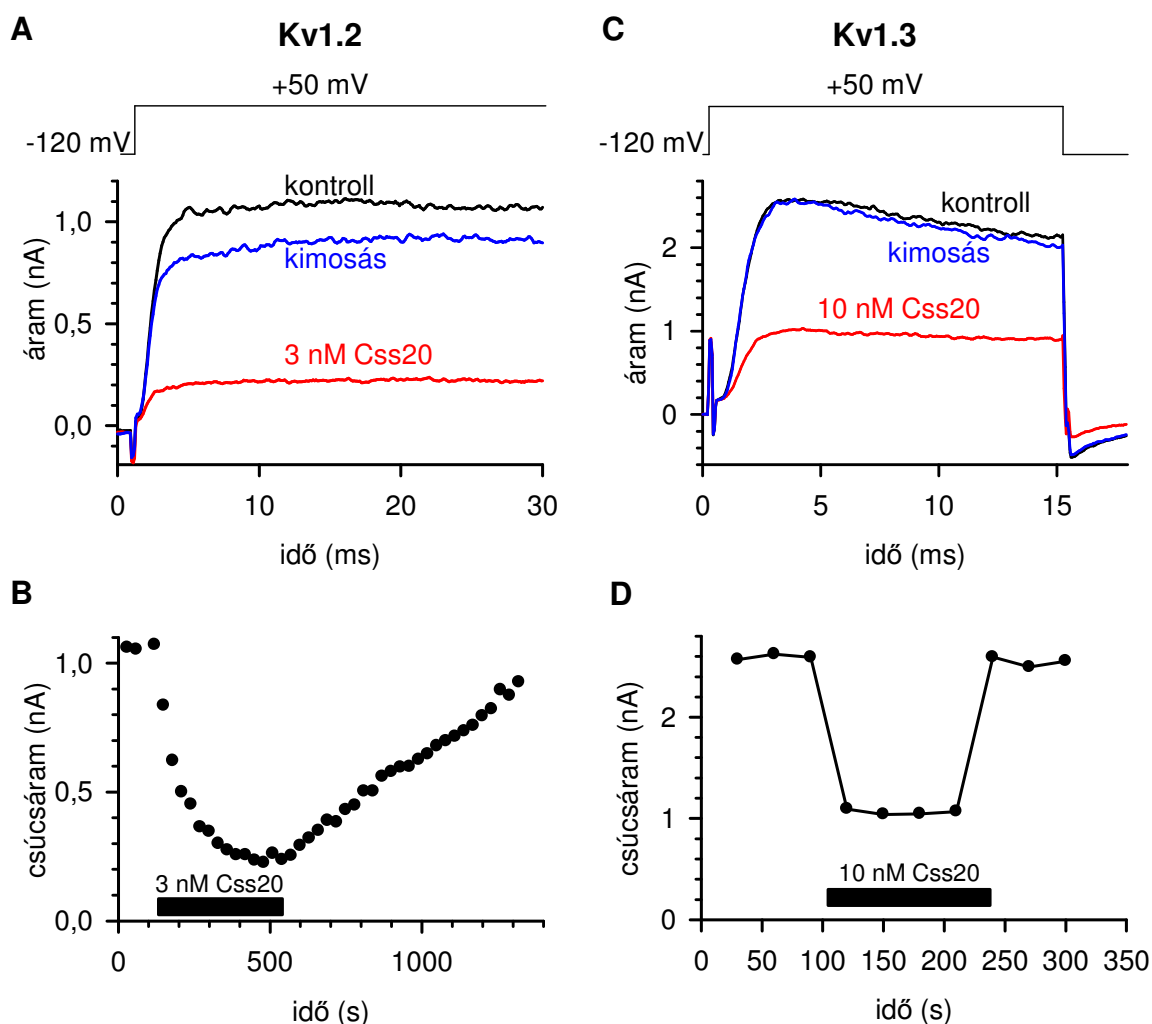 A
Kv1.2
+50 mV
-120 mV
kontroll
kimosás
3 nM Css20
áram (nA)
1,0
0,5
0,0
0 10 20 30
idő (ms)
C
Kv1.3
+50 mV
-120 mV
kontroll
kimosás
10 nM Css20
áram (nA)
2
1
0
0 5 10 15
idő (ms)
B
csúcsáram (nA)
1,0
0,5
0,0
3 nM Css20
0 500 1000
idő (s)
D
csúcsáram (nA)
2
1
0
10 nM Css20
0 50 100 150 200 250 300 350
idő (s)